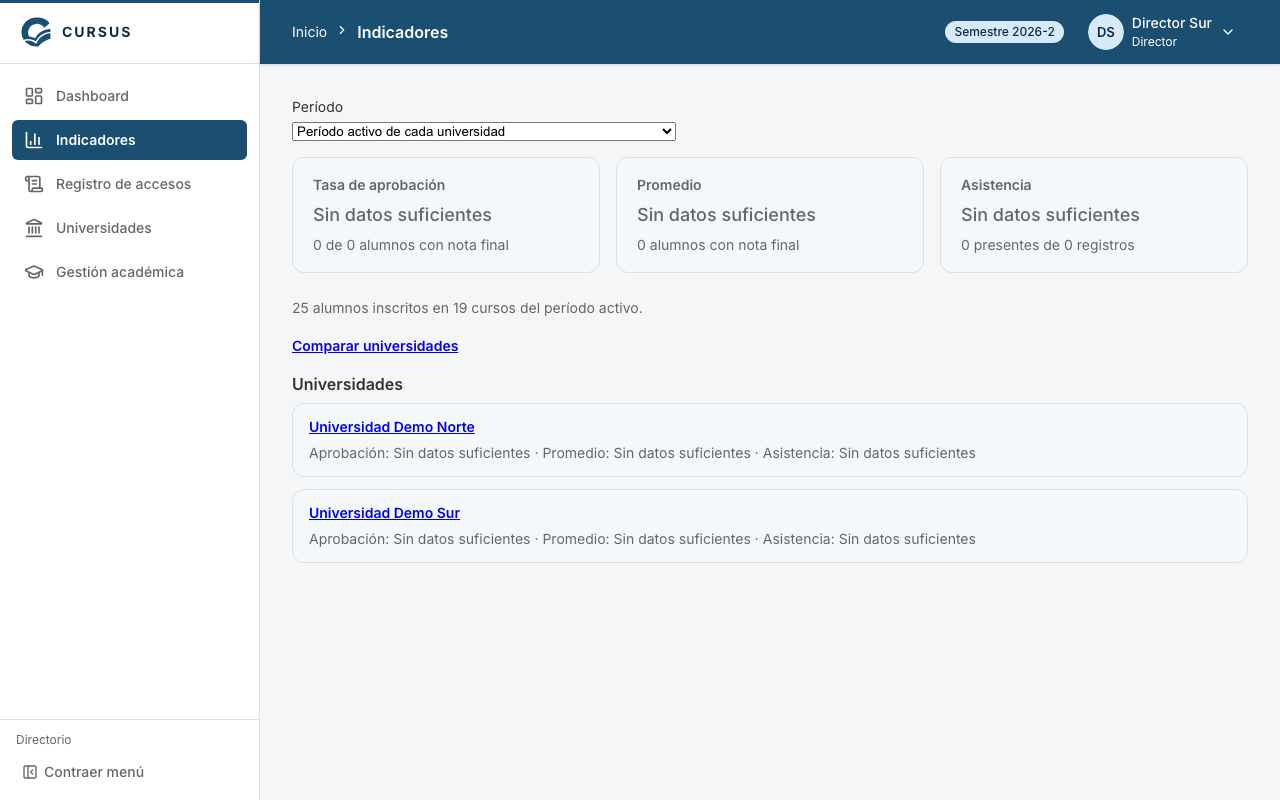 CURSUS
Inicio
Indicadores
Semestre 2026-2
DS
Director Sur
Director
Dashboard
Indicadores
Registro de accesos
Universidades
Gestión académica
Período
Período activo de cada universidad
Tasa de aprobación
Sin datos suficientes
0 de 0 alumnos con nota final
Promedio
Sin datos suficientes
0 alumnos con nota final
Asistencia
Sin datos suficientes
0 presentes de 0 registros
25 alumnos inscritos en 19 cursos del período activo.
Comparar universidades
Universidades
Universidad Demo Norte
Aprobación: Sin datos suficientes · Promedio: Sin datos suficientes · Asistencia: Sin datos suficientes
Universidad Demo Sur
Aprobación: Sin datos suficientes · Promedio: Sin datos suficientes · Asistencia: Sin datos suficientes
Directorio
Contraer menú